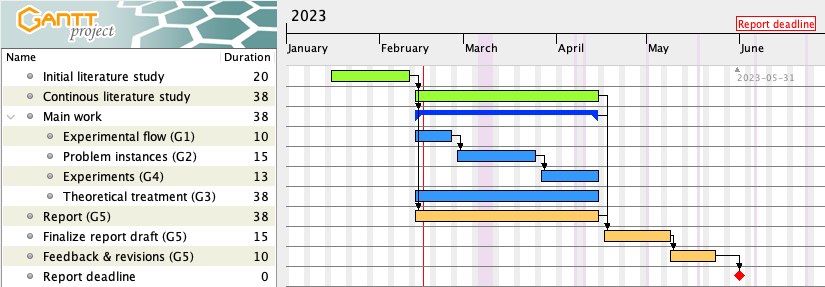 GANTT project
2023
Report deadline
January February March April May June
Name Duration
2023-05-31
Initial literature study 20
Continous literature study 38
Main work 38
Experimental flow (G1) 10
Problem instances (G2) 15
Experiments (G4) 13
Theoretical treatment (G3) 38
Report (G5) 38
Finalize report draft (G5) 15
Feedback & revisions (G5) 10
Report deadline 0